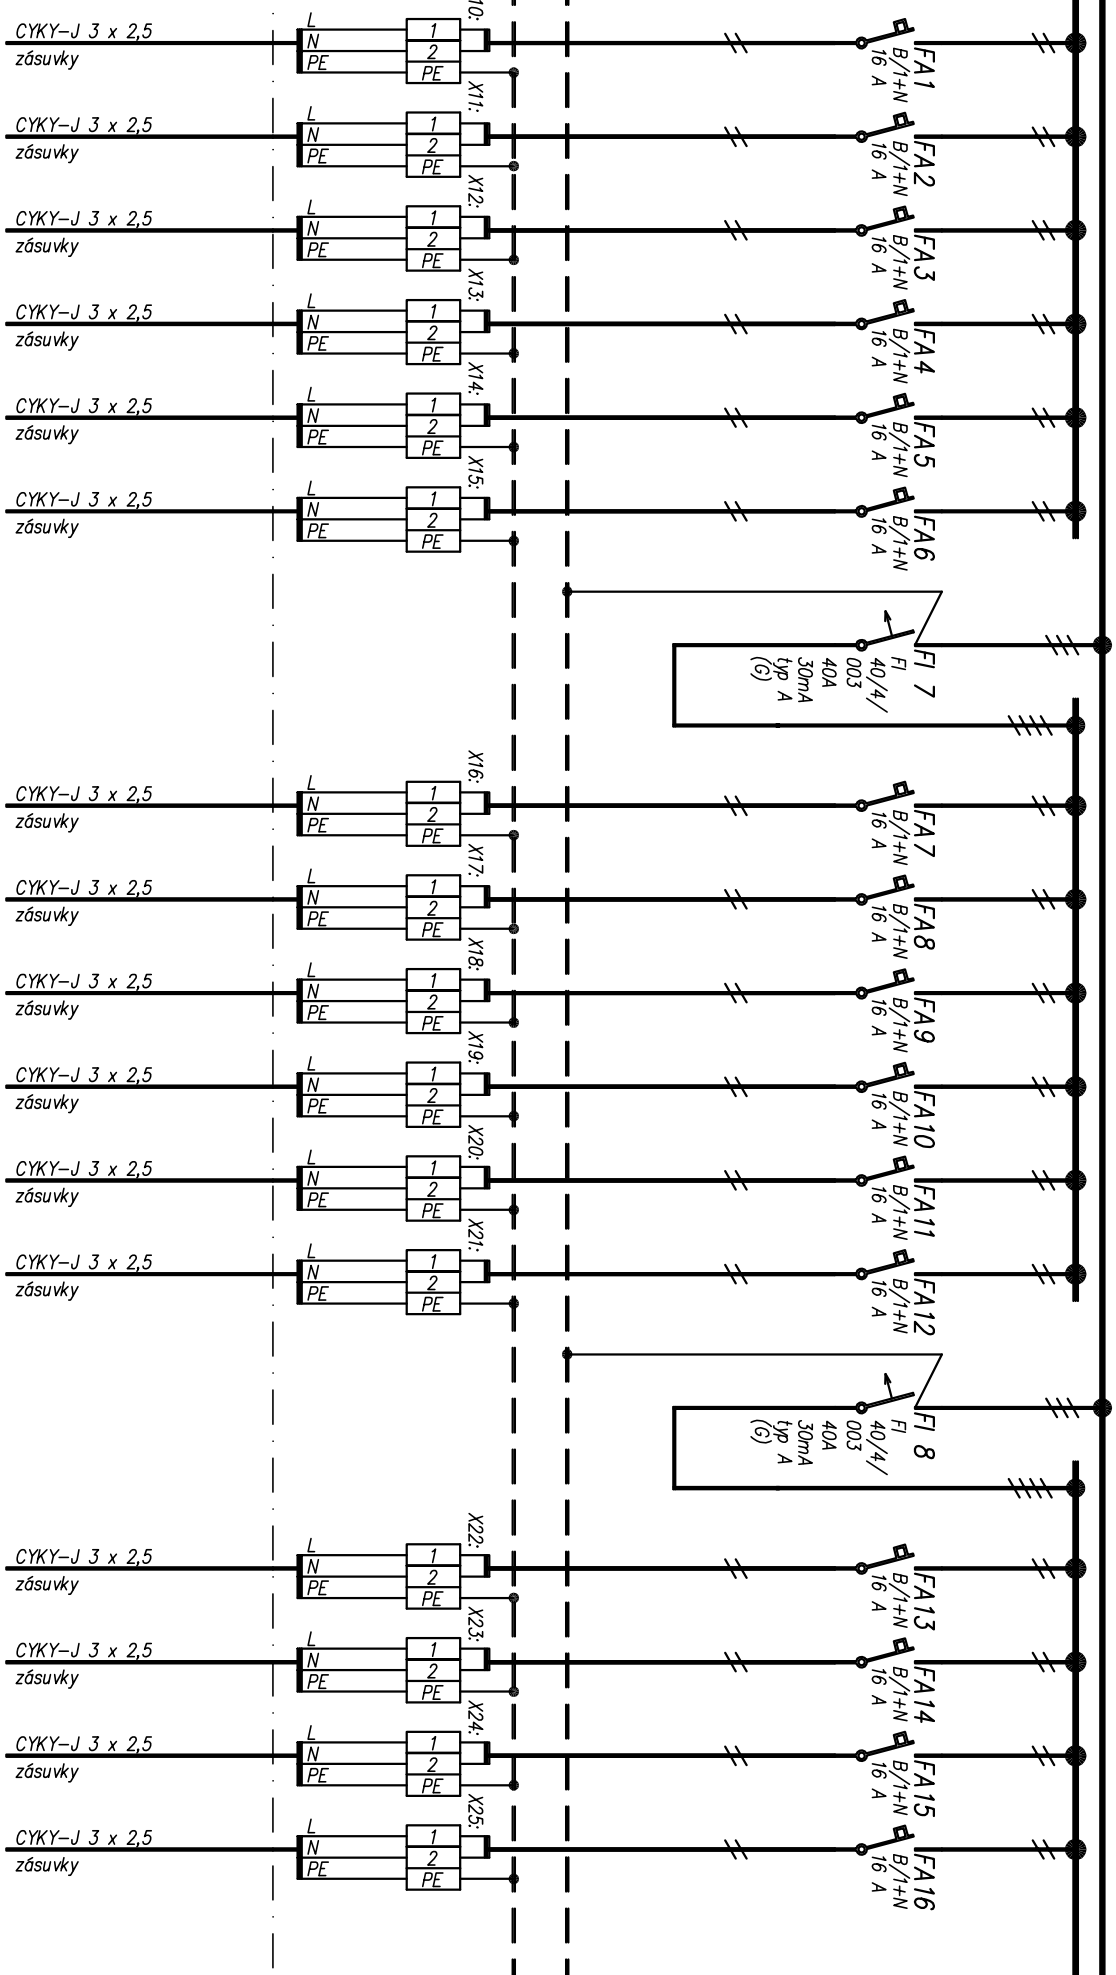 10:
CYKY-J 3 x 2,5
zásuvky
L
N
PE
1
2
PE
FA1
B/1+N
16 A
X11:
CYKY-J 3 x 2,5
zásuvky
L
N
PE
1
2
PE
FA2
B/1+N
16 A
X12:
CYKY-J 3 x 2,5
zásuvky
L
N
PE
1
2
PE
FA3
B/1+N
16 A
X13:
CYKY-J 3 x 2,5
zásuvky
L
N
PE
1
2
PE
FA4
B/1+N
16 A
X14:
CYKY-J 3 x 2,5
zásuvky
L
N
PE
1
2
PE
FA5
B/1+N
16 A
X15:
CYKY-J 3 x 2,5
zásuvky
L
N
PE
1
2
PE
FA6
B/1+N
16 A
FI 7
FI
40/4/
003
40A
30mA
typ A
(G)
X16:
CYKY-J 3 x 2,5
zásuvky
L
N
PE
1
2
PE
FA7
B/1+N
16 A
X17:
CYKY-J 3 x 2,5
zásuvky
L
N
PE
1
2
PE
FA8
B/1+N
16 A
X18:
CYKY-J 3 x 2,5
zásuvky
L
N
PE
1
2
PE
FA9
B/1+N
16 A
X19:
CYKY-J 3 x 2,5
zásuvky
L
N
PE
1
2
PE
FA10
B/1+N
16 A
X20:
CYKY-J 3 x 2,5
zásuvky
L
N
PE
1
2
PE
FA11
B/1+N
16 A
X21:
CYKY-J 3 x 2,5
zásuvky
L
N
PE
1
2
PE
FA12
B/1+N
16 A
FI 8
FI
40/4/
003
40A
30mA
typ A
(G)
X22:
CYKY-J 3 x 2,5
zásuvky
L
N
PE
1
2
PE
FA13
B/1+N
16 A
X23:
CYKY-J 3 x 2,5
zásuvky
L
N
PE
1
2
PE
FA14
B/1+N
16 A
X24:
CYKY-J 3 x 2,5
zásuvky
L
N
PE
1
2
PE
FA15
B/1+N
16 A
X25:
CYKY-J 3 x 2,5
zásuvky
L
N
PE
1
2
PE
FA16
B/1+N
16 A